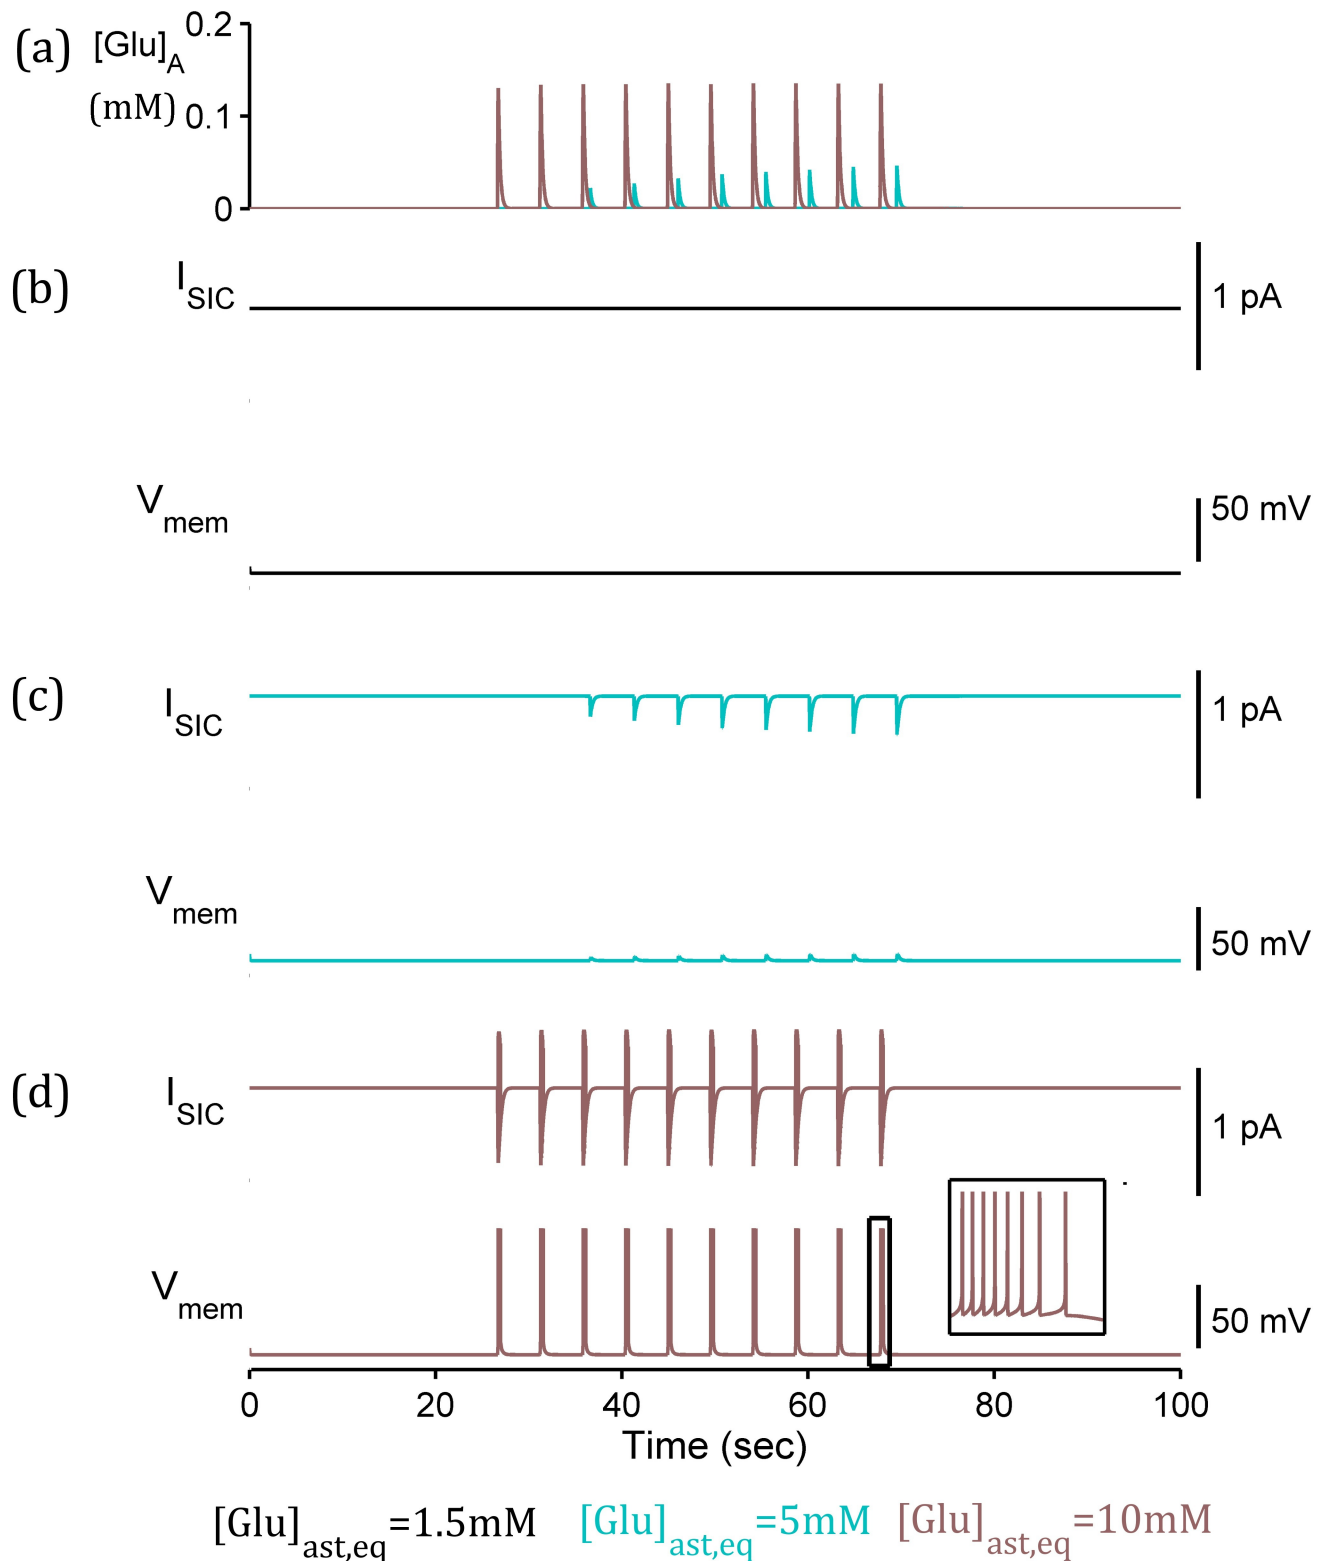 (a) [Glu]A 0.2
(mM) 0.1
0
(b) ISIC 1 pA
Vmem 50 mV
(c) ISIC 1 pA
Vmem 50 mV
(d) ISIC 1 pA
Vmem 50 mV
0 20 40 60 80 100
Time (sec)
[Glu]ast,eq=1.5mM [Glu]ast,eq=5mM [Glu]ast,eq=10mM